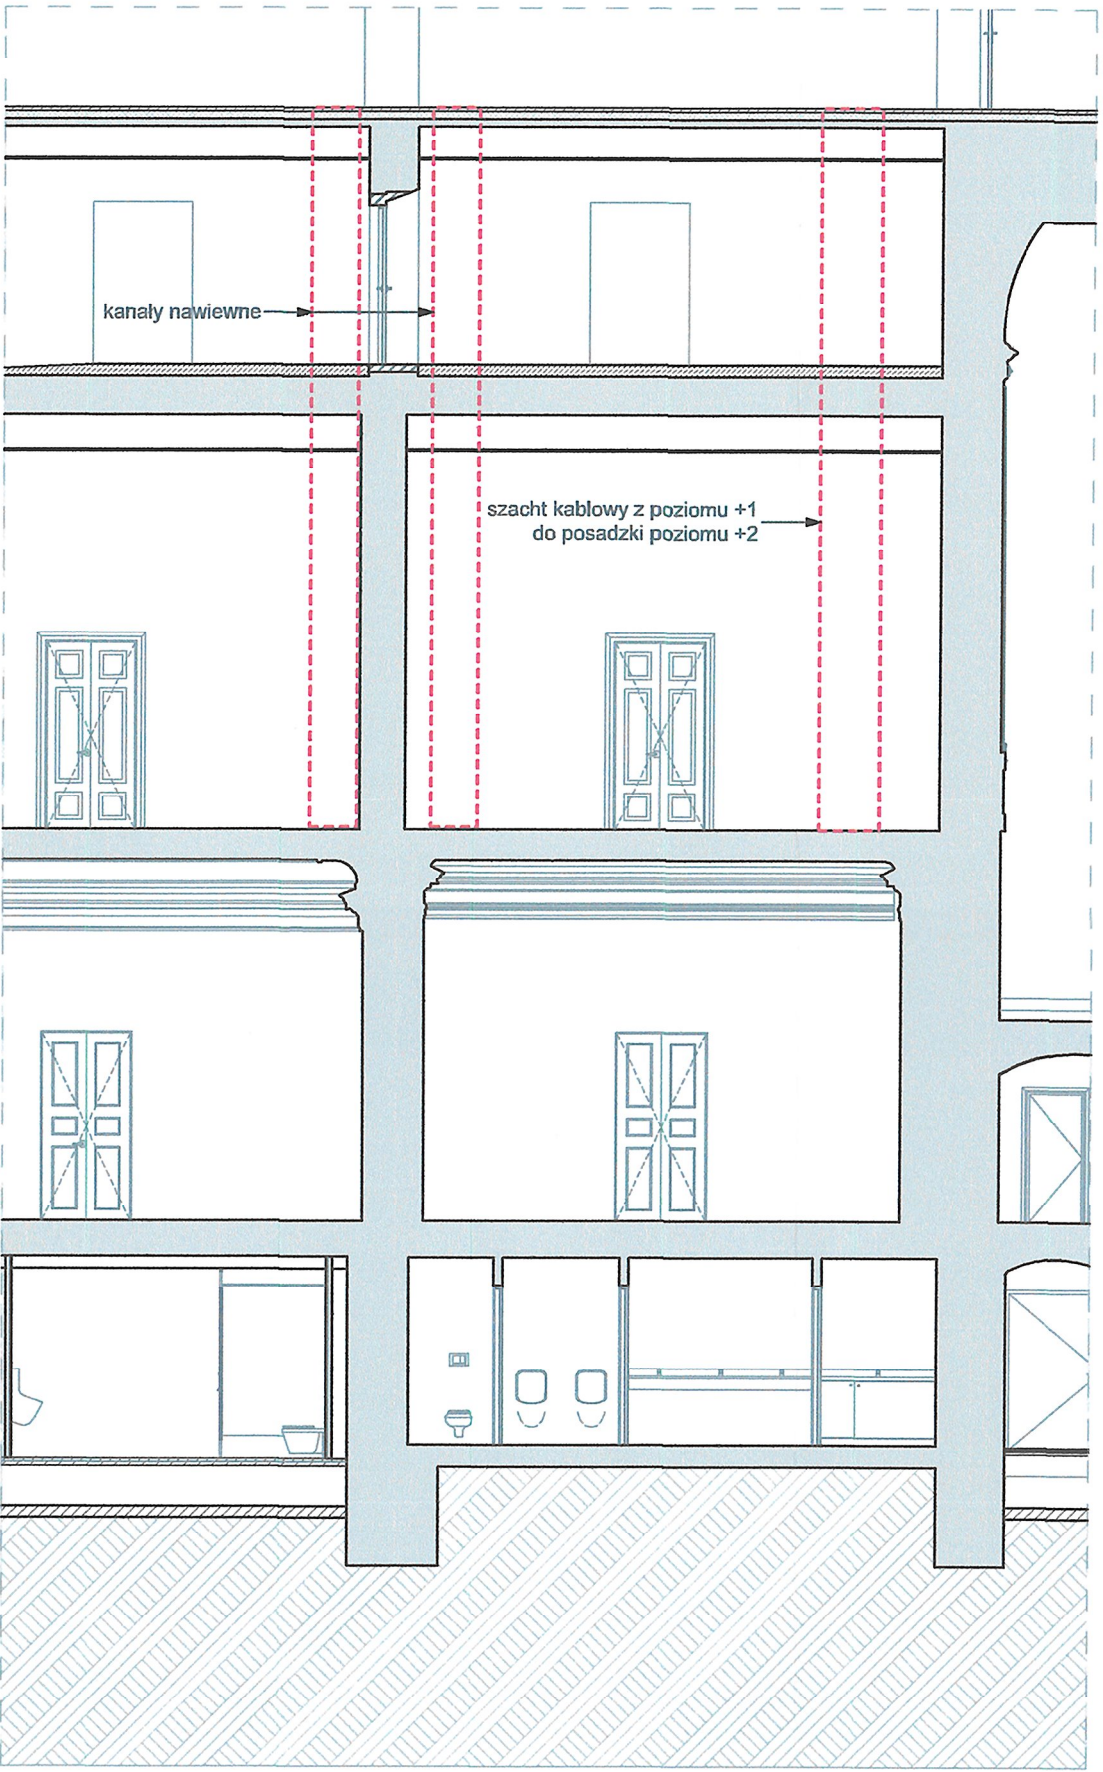 kanały nawiewne
szacht kablowy z poziomu +1
do posadzki poziomu +2